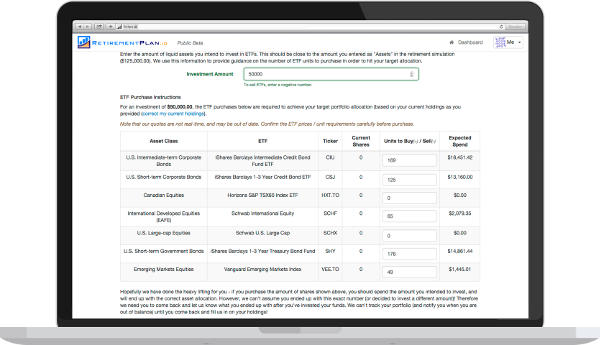 RETIREMENTPLAN.IO Public Beta
Dashboard
Me
Enter the amount of liquid assets you intend to invest in ETFs. This should be close to the amount you entered as "Assets" in the retirement simulation
($125,000.00). We use this information to provide guidance on the number of ETF units to purchase in order to hit your target allocation.
Investment Amount 50000
To sell ETFs, enter a negative number.
ETF Purchase Instructions
For an investment of $50,000.00, the ETF purchases below are required to achieve your target portfolio allocation (based on your current holdings as you
provided (correct my current holdings).
Note that our quotes are not real-time, and may be out of date. Confirm the ETF prices / unit requirements carefully before purchase.
Asset Class ETF Ticker Current Shares Units to Buy(+) / Sell(-) Expected Spend
U.S. Intermediate-term Corporate Bonds iShares Barclays Intermediate Credit Bond Fund ETF CIU 0 169 $18,451.42
U.S. Short-term Corporate Bonds iShares Barclays 1-3 Year Credit ETF CSJ 0 125 $13,160.00
Canadian Equities Horizons S&P TSX60 Index ETF HXT.TO 0 0 $0.00
International Developed Equities (EAFE) Schwab International Equity SCHF 0 65 $2,079.35
U.S. Large-cap Equities Schwab U.S. Large Cap SCHX 0 0 $0.00
U.S. Short-term Government Bonds iShares Barclays 1-3 Year Treasury Bond Fund SHY 0 176 $14,861.44
Emerging Markets Equities Vanguard Emerging Markets Index VEE.TO 0 49
Hopefully we have done the heavy lifting for you - if you purchase the amount of shares shown above, you should spend the amount you intended to invest, and
will end up with the correct asset allocation. However, we can't assume you ended up with this exact number (or decided to invest a different amount)! Therefore
we need you to come back and let us know what you ended up with after you've invested your funds. We can't track your portfolio (and notify you when you are
out of balance) until you come back and fill us in on your holdings!